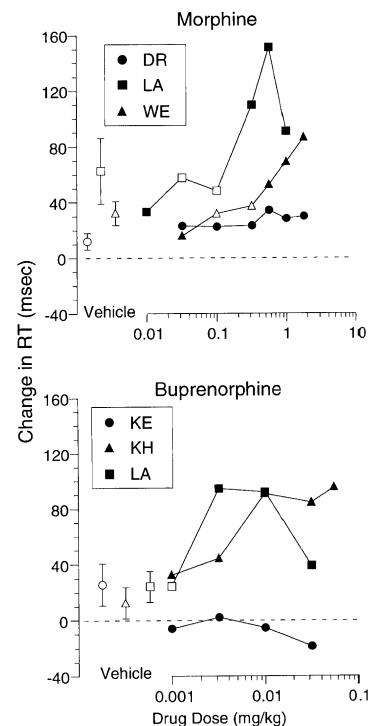 Morphine
160
DR
LA
WE
120
80
40
0
Vehicle
-40
0.01
0.1
1
10
Change in RT (msec)
Buprenorphine
160
KE
KH
LA
120
80
40
0
Vehicle
-40
0.001
0.01
0.1
Drug Dose (mg/kg)